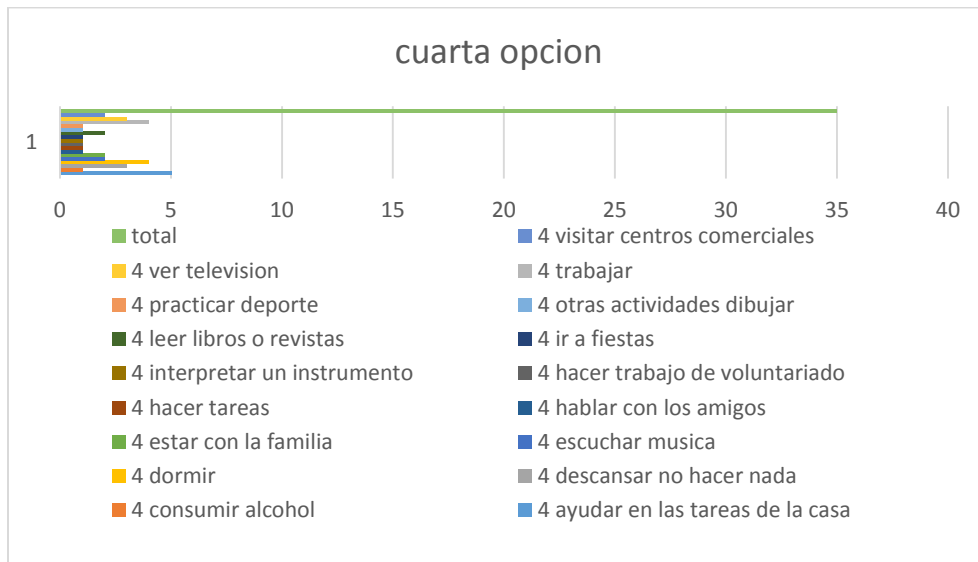 cuarta opcion
1
0 5 10 15 20 25 30 35 40
total 4 visitar centros comerciales
4 ver television 4 trabajar
4 practicar deporte 4 otras actividades dibujar
4 leer libros o revistas 4 ir a fiestas
4 interpretar un instrumento 4 hacer trabajo de voluntariado
4 hacer tareas 4 hablar con los amigos
4 estar con la familia 4 escuchar musica
4 dormir 4 descansar no hacer nada
4 consumir alcohol 4 ayudar en las tareas de la casa